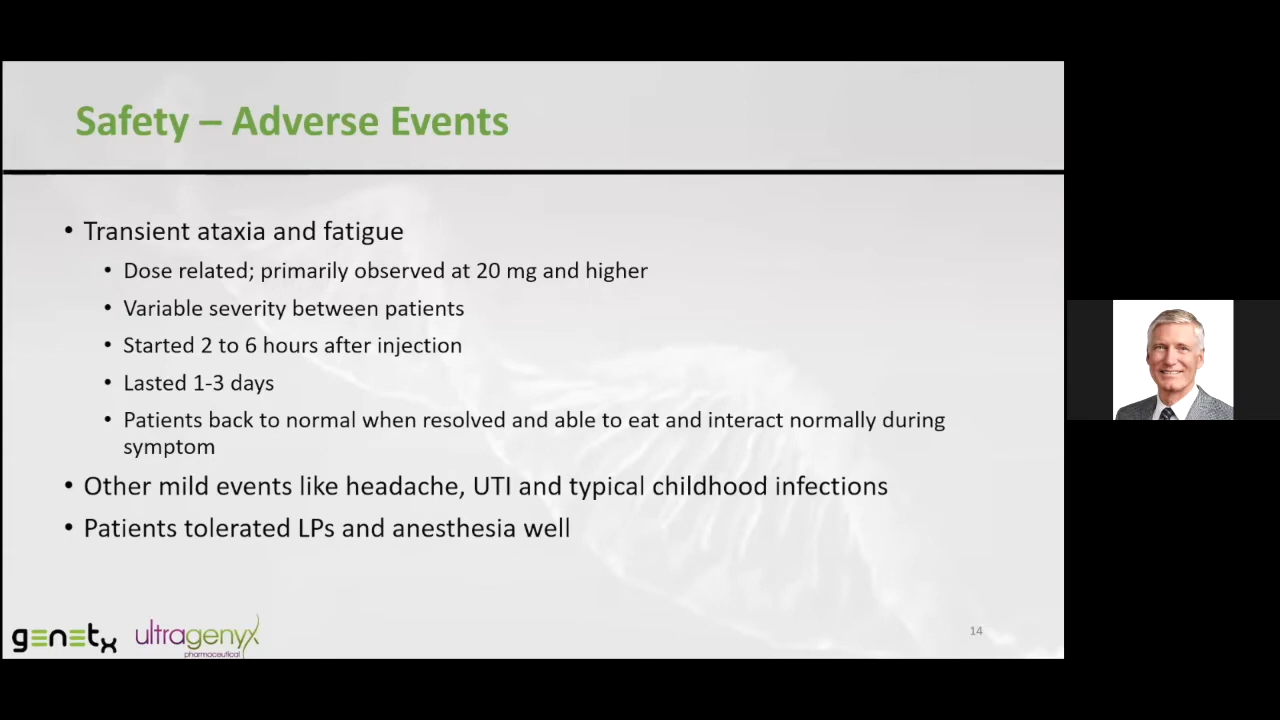 Safety – Adverse Events
• Transient ataxia and fatigue
• Dose related; primarily observed at 20 mg and higher
• Variable severity between patients
• Started 2 to 6 hours after injection
• Lasted 1-3 days
• Patients back to normal when resolved and able to eat and interact normally during
symptom
• Other mild events like headache, UTI and typical childhood infections
• Patients tolerated LPs and anesthesia well
genetx ultragenyx
pharmaceutical
14